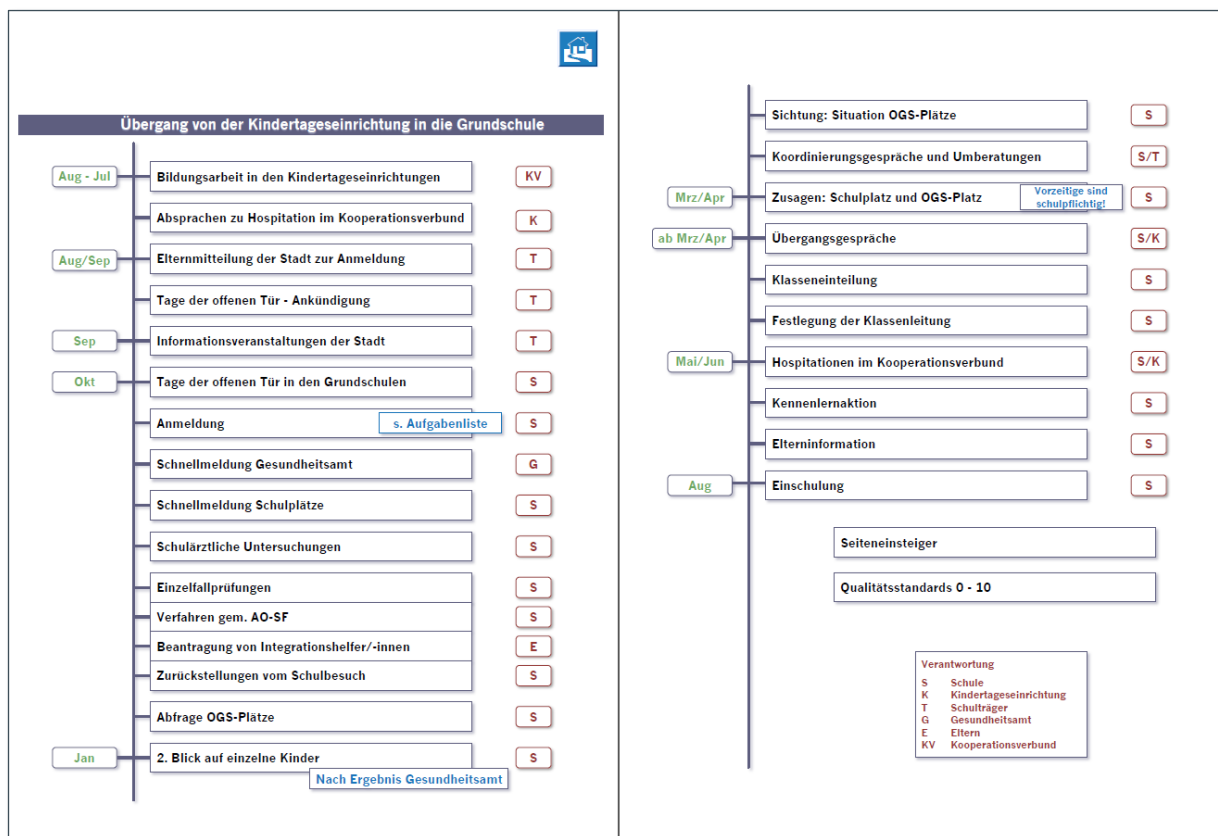 Übergang von der Kindertageseinrichtung in die Grundschule
Aug - Jul Bildungsarbeit in den Kindertageseinrichtungen KV
Absprachen zu Hospitation im Kooperationsverbund K
Aug/Sep Elternmitteilung der Stadt zur Anmeldung T
Tage der offenen Tür - Ankündigung T
Sep Informationsveranstaltungen der Stadt T
Okt Tage der offenen Tür in den Grundschulen S
Anmeldung s. Aufgabenliste S
Schnellmeldung Gesundheitsamt G
Schnellmeldung Schulplätze S
Schulärztliche Untersuchungen S
Einzelfallprüfungen S
Verfahren gem. AO-SF S
Beantragung von Integrationshelfer/-innen E
Zurückstellungen vom Schulbesuch S
Abfrage OGS-Plätze S
Jan 2. Blick auf einzelne Kinder S
Nach Ergebnis Gesundheitsamt
Sichtung: Situation OGS-Plätze S
Koordinierungsgespräche und Umberatungen S/T
Mrz/Apr Zusagen: Schulplatz und OGS-Platz S
Vorzeitige sind
schulpflichtig!
ab Mrz/Apr Übergangsgespräche S/K
Klasseneinteilung S
Festlegung der Klassenleitung S
Mai/Jun Hospitationen im Kooperationsverbund S/K
Kennenlernaktion S
Elterninformation S
Aug Einschulung S
Seiteneinsteiger
Qualitätsstandards 0 - 10
Verantwortung
S Schule
K Kindertageseinrichtung
T Schulträger
G Gesundheitsamt
E Eltern
KV Kooperationsverbund